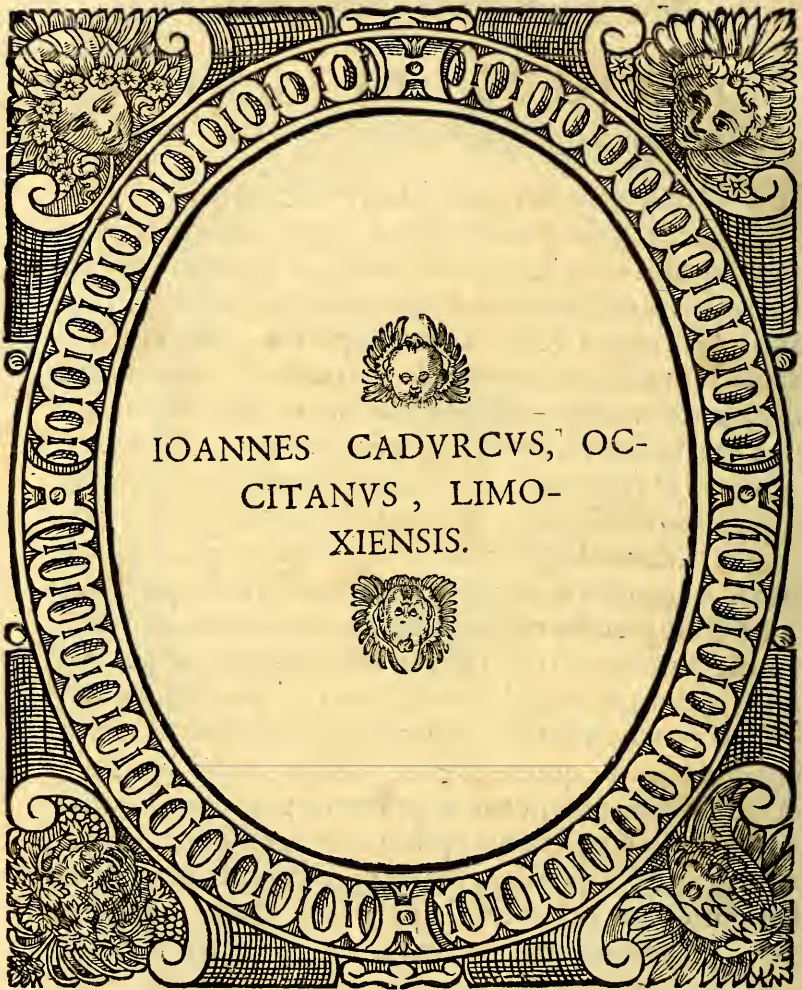 IOANNES CADVRCVS, OC-
CITANVS , LIMO-
XIENSIS.